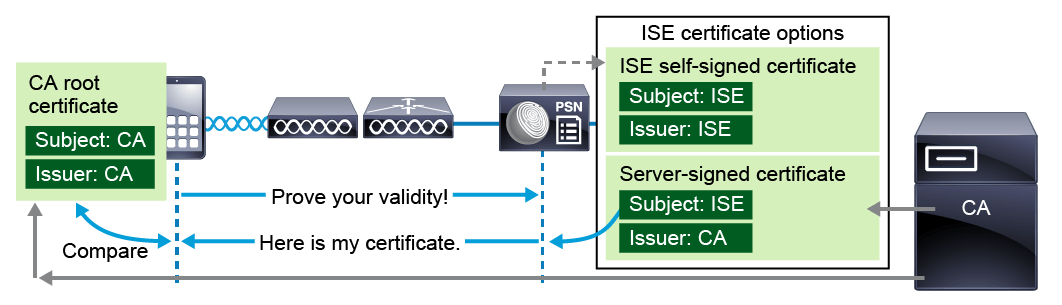 ISE certificate options
CA root
certificate
Subject: CA
Issuer: CA
PSN
ISE self-signed certificate
Subject: ISE
Issuer: ISE
Server-signed certificate
Subject: ISE
Issuer: CA
CA
Prove your validity!
Here is my certificate.
Compare